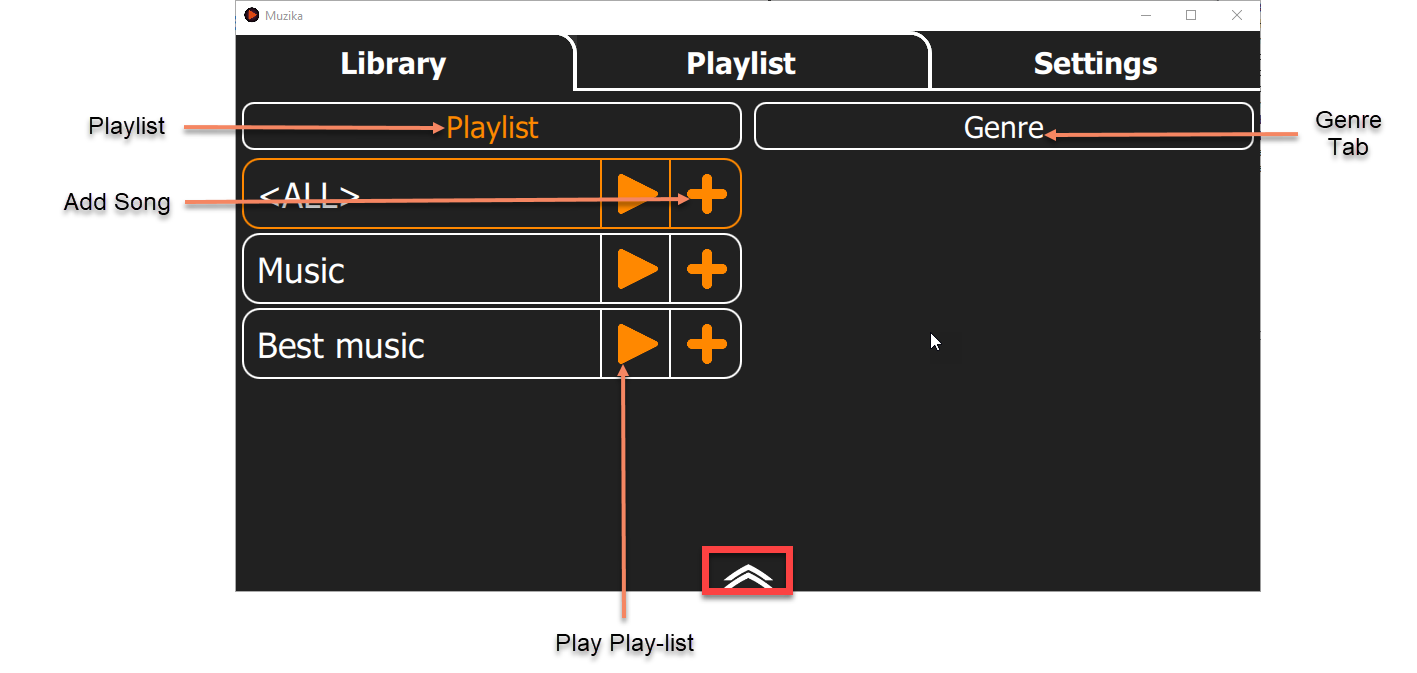 Muzika
Library Playlist Settings
Playlist Playlist Genre Genre
Tab
Add Song <ALL>
Music
Best music
Play Play-list